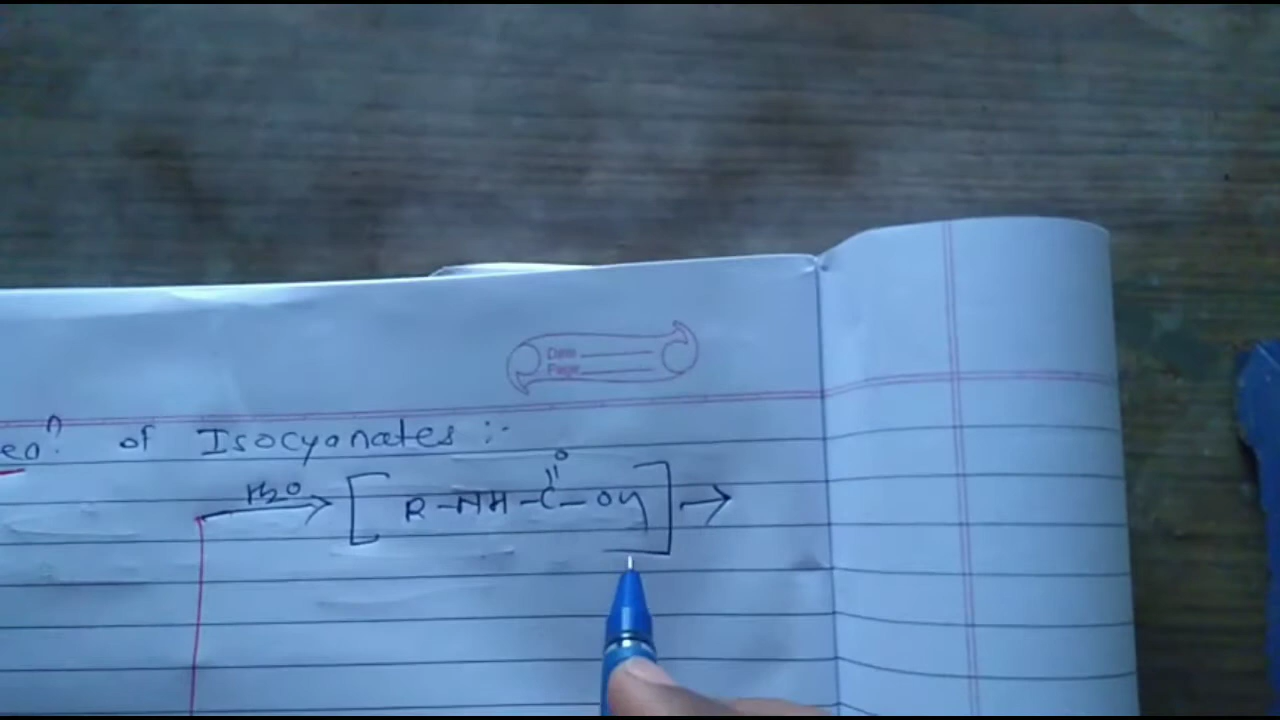 Date
Page
of Isocyanates :-
H2O [ R-NH-C-OH ] →
O